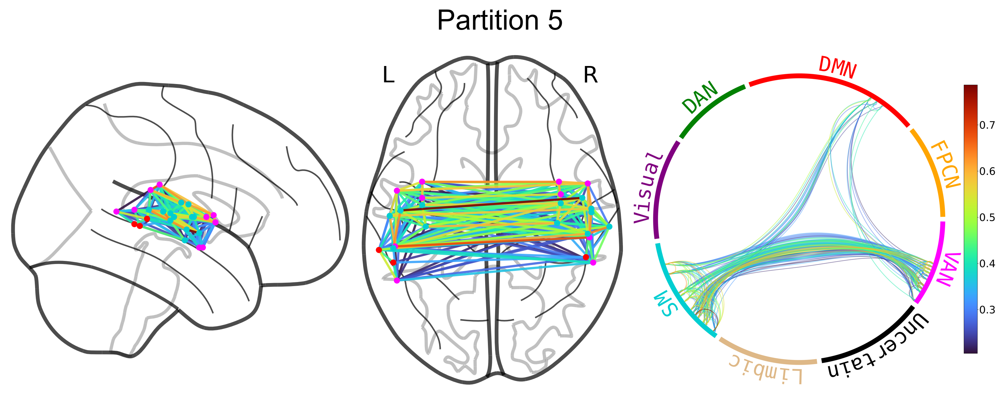 Partition 5
L
R
DMN
DAN
FPCN
Visual
VAN
SM
Uncertain
Limbic
0.7
0.6
0.5
0.4
0.3